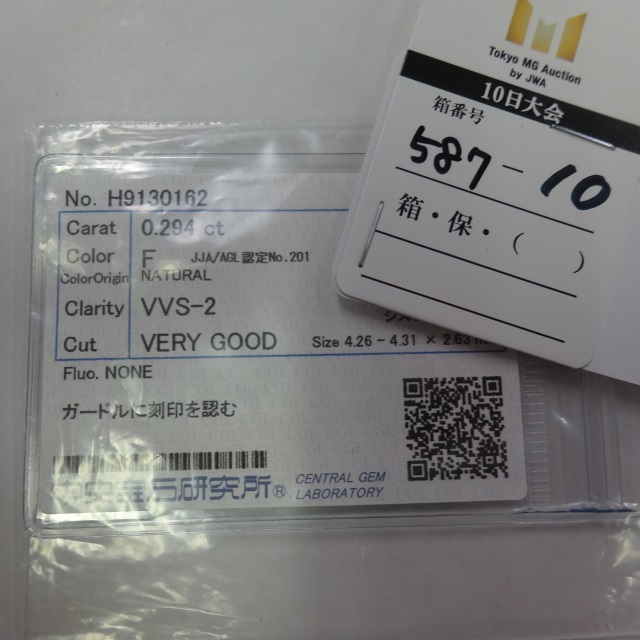 Tokyo MG Auction
by JWA
10日大会
箱番号
587-10
箱・保・( )
No. H9130162
Carat 0.294 ct
Color F JJA/AGL認定No.201
ColorOrigin NATURAL
Clarity VVS-2
Cut VERY GOOD Size 4.26 - 4.31 × 2.63
Fluo. NONE
ガードルに刻印を認む
中央宝石研究所®
CENTRAL GEM
LABORATORY